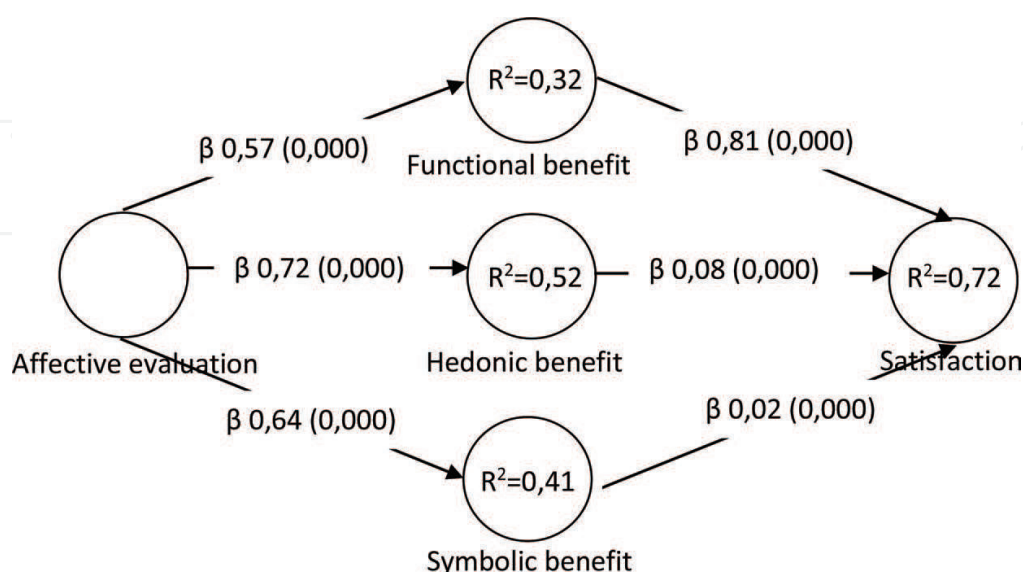 R²=0,32
β 0,57 (0,000)
β 0,81 (0,000)
Functional benefit
β 0,72 (0,000)
R²=0,52
β 0,08 (0,000)
R²=0,72
Affective evaluation
Hedonic benefit
Satisfaction
β 0,64 (0,000)
β 0,02 (0,000)
R²=0,41
Symbolic benefit